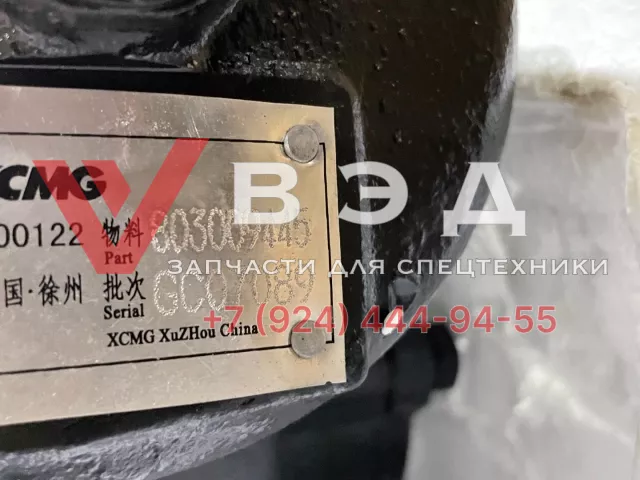 XCMG
ВЭД
00122 物料 803009445
Part
ЗАПЧАСТИ ДЛЯ СПЕЦТЕХНИКИ
国·徐州 批次
Serial
+7 (924) 444-94-55
XCMG XuZHou China